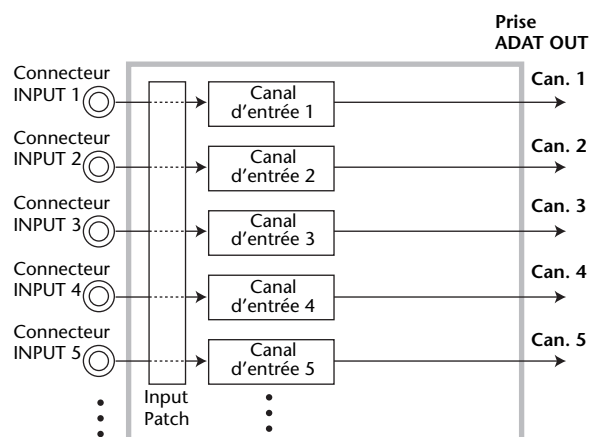 Prise
ADAT OUT
Connecteur
INPUT 1
Canal
d'entrée 1
Can. 1
Connecteur
INPUT 2
Canal
d'entrée 2
Can. 2
Connecteur
INPUT 3
Canal
d'entrée 3
Can. 3
Connecteur
INPUT 4
Canal
d'entrée 4
Can. 4
Connecteur
INPUT 5
Canal
d'entrée 5
Can. 5
Input
Patch